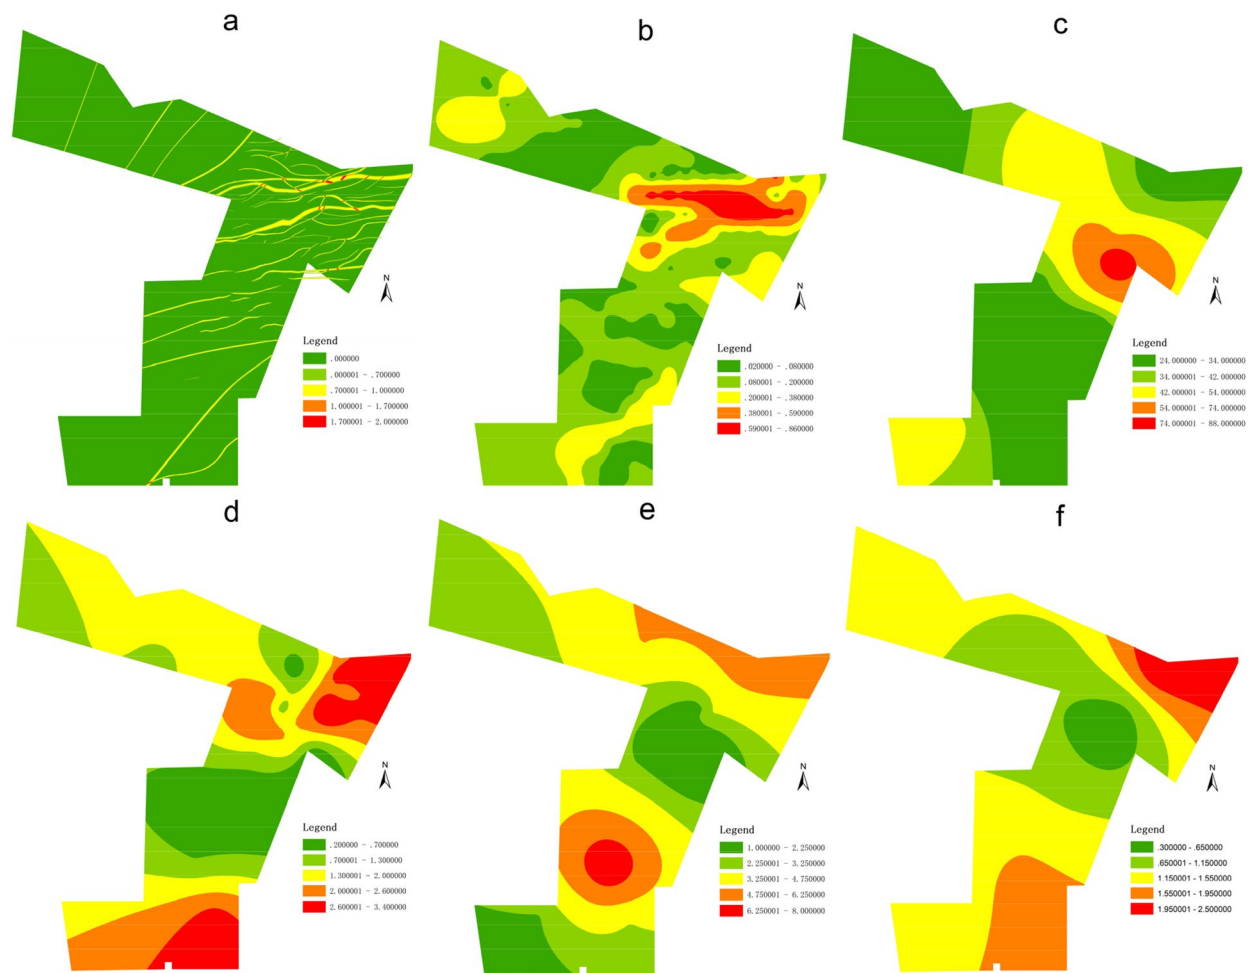 a
b
c
N
Legend
.000000
.000001 - .700000
.700001 - 1.000000
1.000001 - 1.700000
1.700001 - 2.000000
N
Legend
.020000 - .080000
.080001 - .200000
.200001 - .380000
.380001 - .590000
.590001 - .860000
N
Legend
24.000000 - 34.000000
34.000001 - 42.000000
42.000001 - 54.000000
54.000001 - 74.000000
74.000001 - 88.000000
d
e
f
N
Legend
.200000 - .700000
.700001 - 1.300000
1.300001 - 2.000000
2.000001 - 2.600000
2.600001 - 3.400000
N
Legend
1.000000 - 2.250000
2.250001 - 3.250000
3.250001 - 4.750000
4.750001 - 6.250000
6.250001 - 8.000000
N
Legend
.300000 - .650000
.650001 - 1.150000
1.150001 - 1.550000
1.550001 - 1.950000
1.950001 - 2.500000